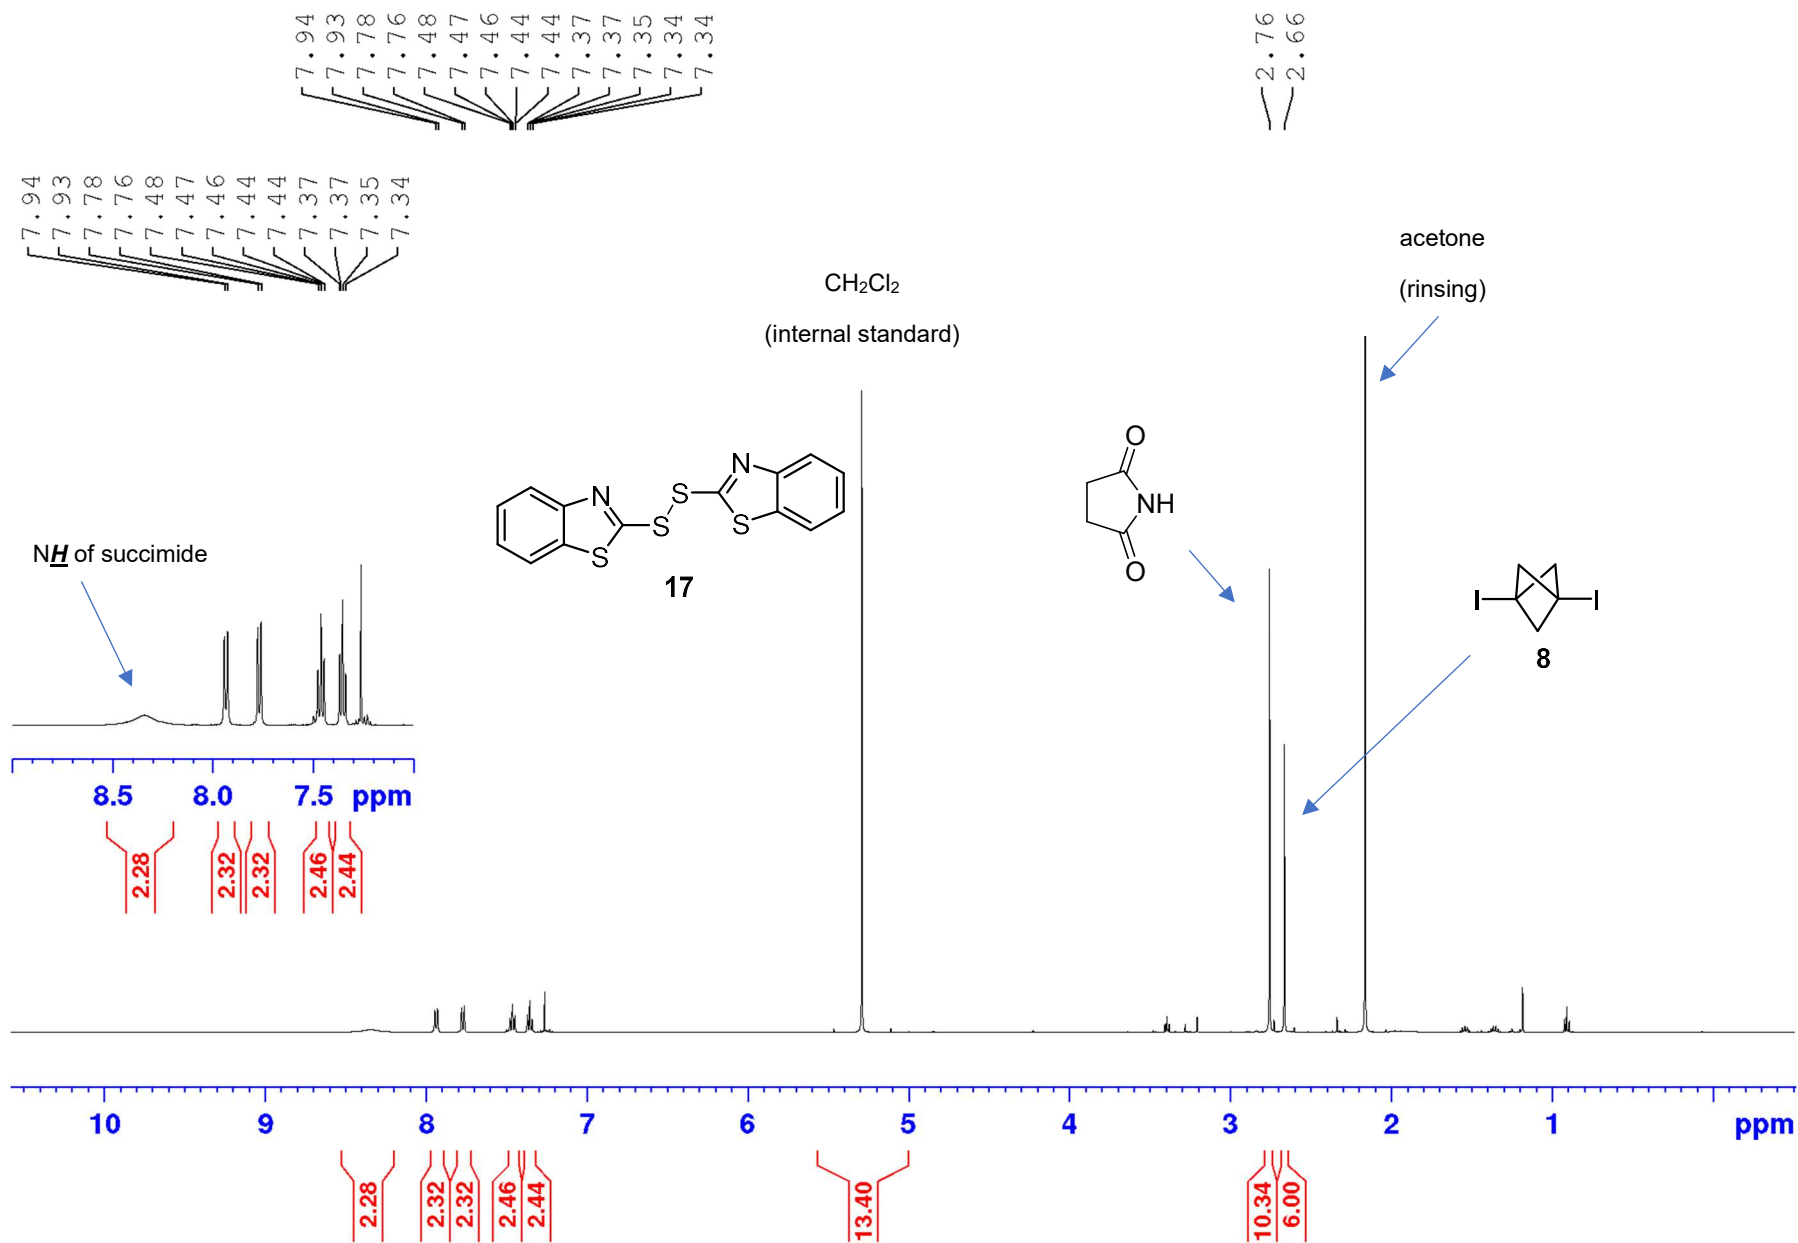 7.94
7.93
7.78
7.76
7.48
7.47
7.46
7.44
7.44
7.37
7.37
7.35
7.34
7.34
2.76
2.66
7.94
7.93
7.78
7.76
7.48
7.47
7.46
7.44
7.44
7.37
7.37
7.35
7.34
acetone
(rinsing)
CH₂Cl₂
(internal standard)
O
NH
O
N
S
S
N
S
S
17
NH of succimide
I
I
8
8.5 8.0 7.5 ppm
2.28
2.32
2.32
2.46
2.44
10 9 8 7 6 5 4 3 2 1 ppm
2.28
2.32
2.32
2.46
2.44
13.40
10.34
6.00